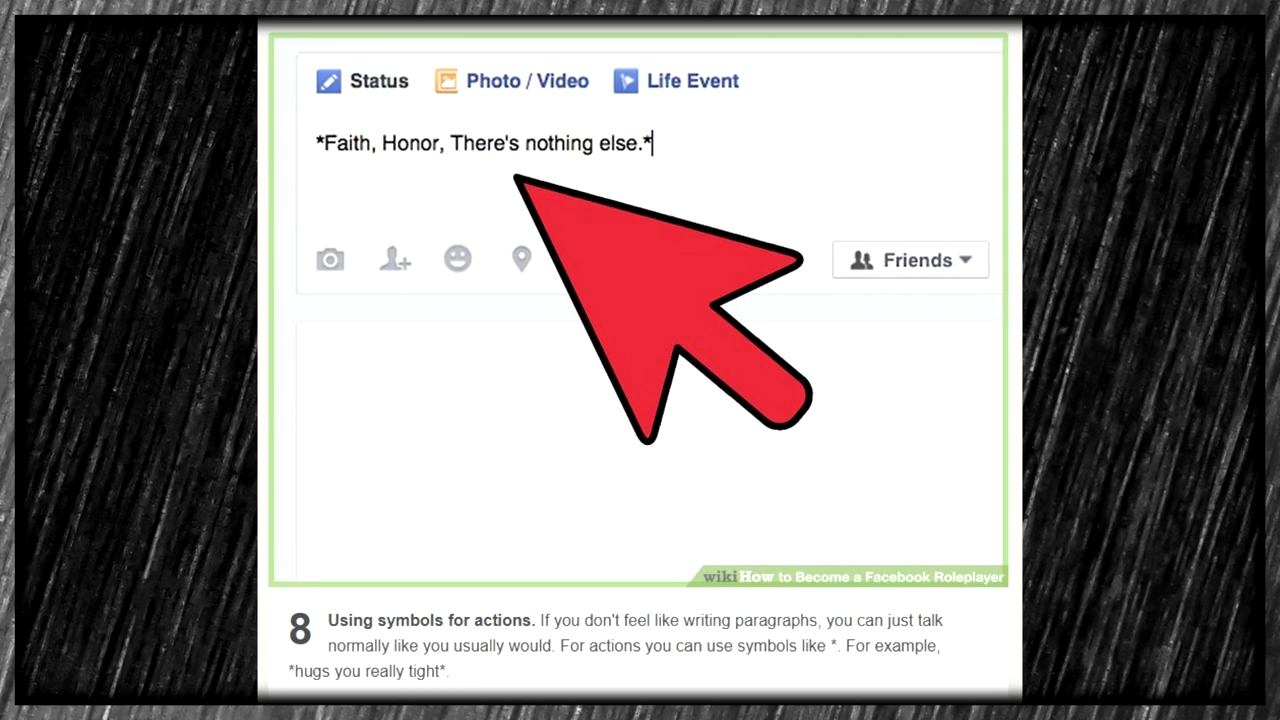 Status Photo / Video Life Event
*Faith, Honor, There's nothing else.*
Friends
wikiHow to Become a Facebook Roleplayer
8 Using symbols for actions. If you don't feel like writing paragraphs, you can just talk
normally like you usually would. For actions you can use symbols like *. For example,
*hugs you really tight*.